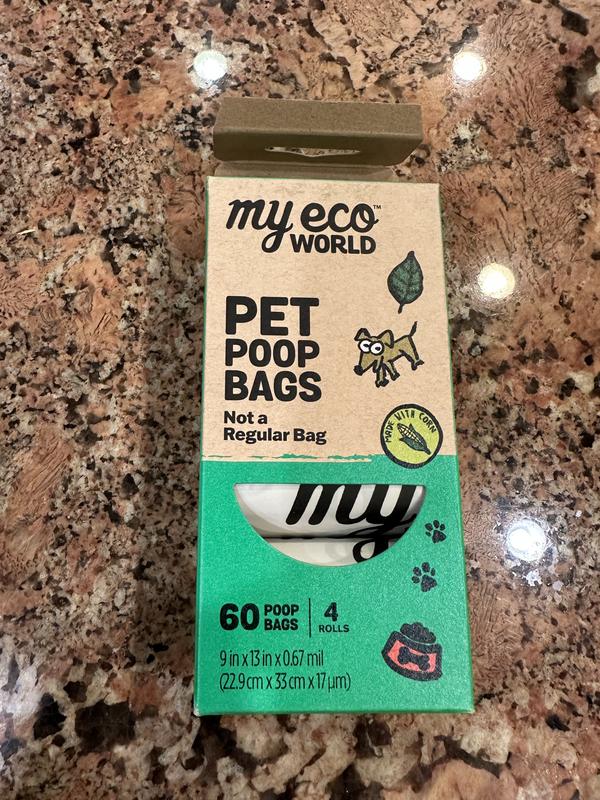 my eco™
WORLD
PET
POOP
BAGS
Not a
Regular Bag
MADE WITH CORN
my
60 POOP BAGS | 4 ROLLS
9 in x 13 in x 0.67 mil
(22.9 cm x 33 cm x 17 µm)